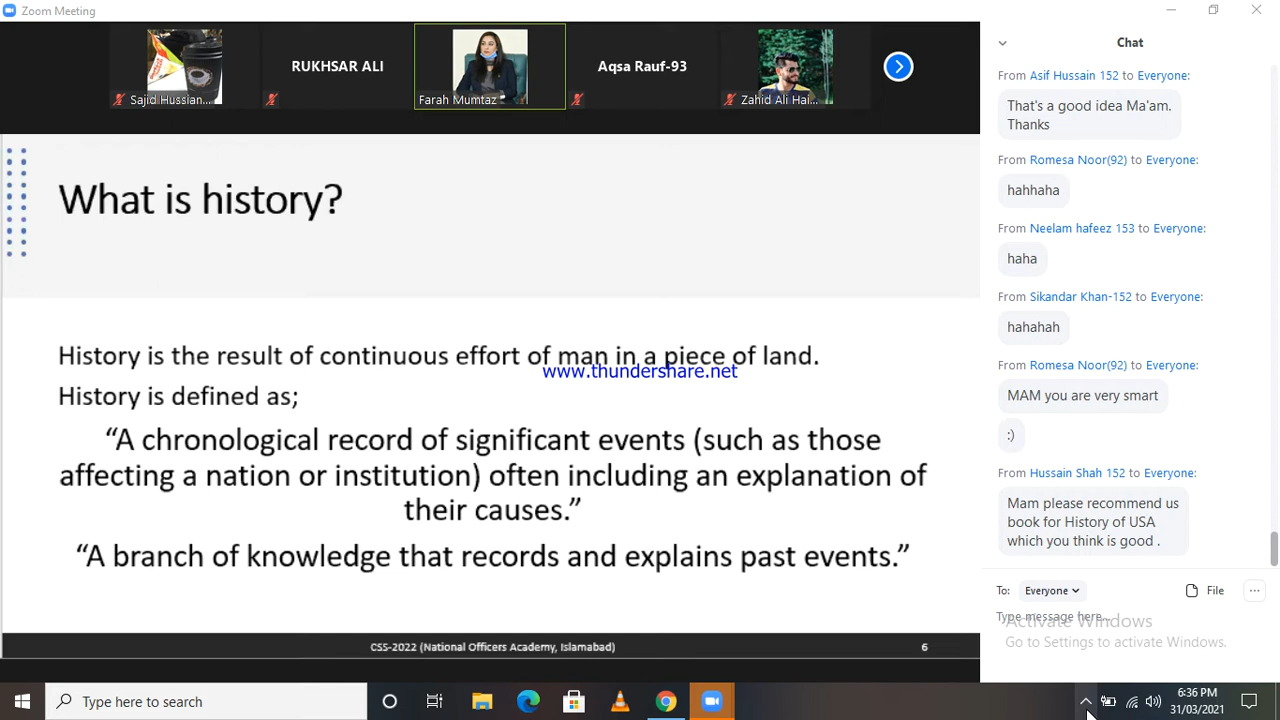 Zoom Meeting
Sajid Hussian...
RUKHSAR ALI
Farah Mumtaz
Aqsa Rauf-93
Zahid Ali Hai...
What is history?
History is the result of continuous effort of man in a piece of land.
www.thundershare.net
History is defined as;
“A chronological record of significant events (such as those
affecting a nation or institution) often including an explanation of
their causes.”
“A branch of knowledge that records and explains past events.”
CSS-2022 (National Officers Academy, Islamabad)
6
Chat
From Asif Hussain 152 to Everyone:
That's a good idea Ma'am.
Thanks
From Romesa Noor(92) to Everyone:
hahhaha
From Neelam hafeez 153 to Everyone:
haha
From Sikandar Khan-152 to Everyone:
hahahah
From Romesa Noor(92) to Everyone:
MAM you are very smart
:)
From Hussain Shah 152 to Everyone:
Mam please recommend us
book for History of USA
which you think is good .
To: Everyone
File
...
Type message here...
Activate Windows
Go to Settings to activate Windows.
Type here to search
6:36 PM
31/03/2021